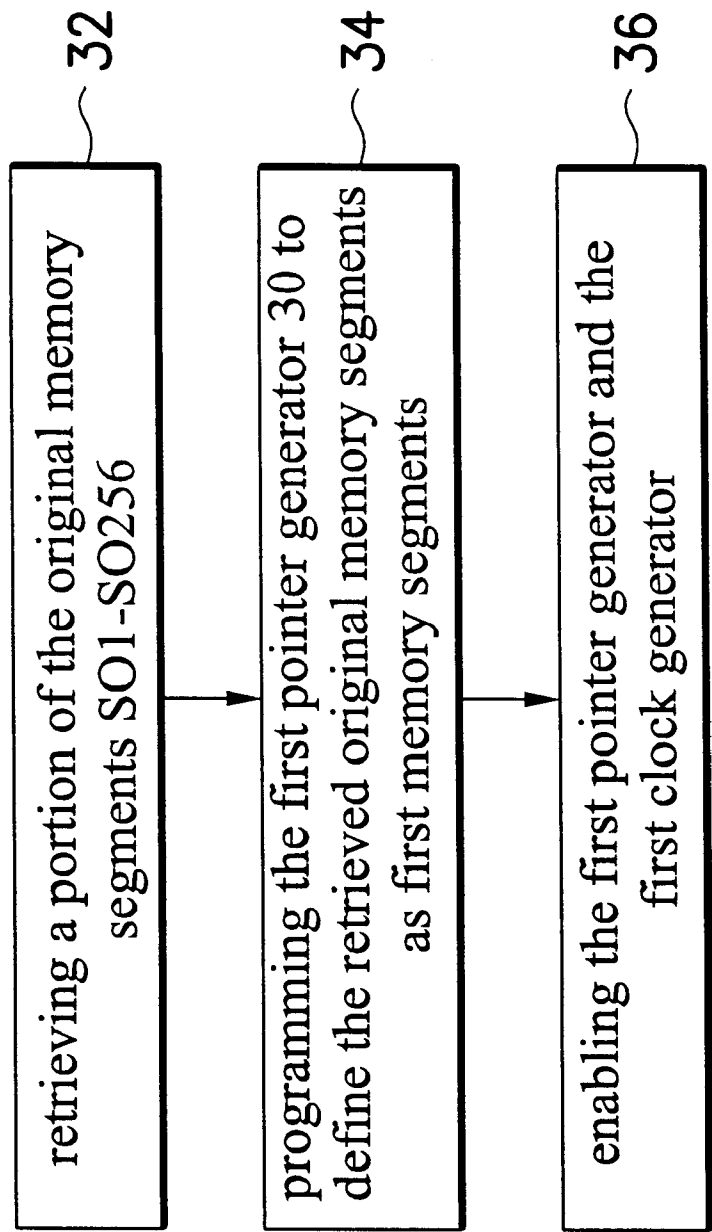 retrieving a portion of the original memory
segments SO1-SO256
32
programming the first pointer generator 30 to
define the retrieved original memory segments
as first memory segments
34
enabling the first pointer generator and the
first clock generator
36